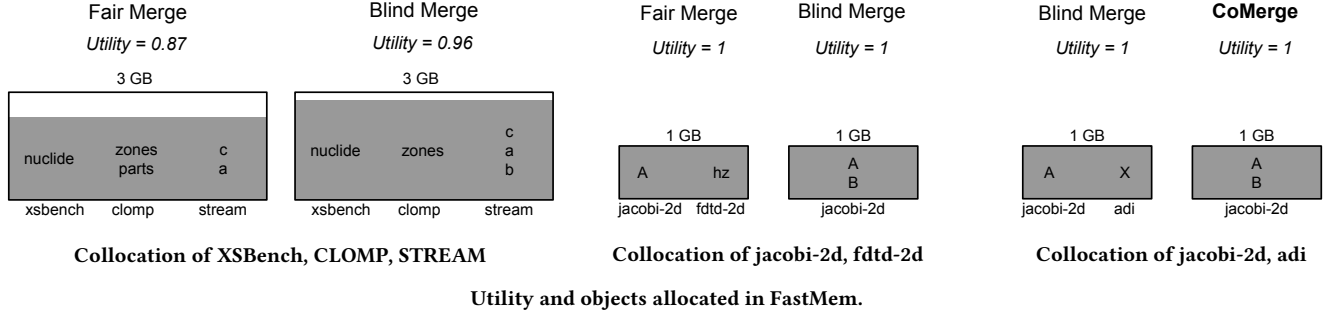 Fair Merge
Utility = 0.87
3 GB
nuclide
zones
parts
c
a
xsbench clomp stream
Blind Merge
Utility = 0.96
3 GB
nuclide
zones
c
a
b
xsbench clomp stream
Collocation of XSBench, CLOMP, STREAM
Fair Merge
Utility = 1
1 GB
A hz
jacobi-2d fdtd-2d
Blind Merge
Utility = 1
1 GB
A
B
jacobi-2d
Collocation of jacobi-2d, fdtd-2d
Blind Merge
Utility = 1
1 GB
A X
jacobi-2d adi
CoMerge
Utility = 1
1 GB
A
B
jacobi-2d
Collocation of jacobi-2d, adi
Utility and objects allocated in FastMem.